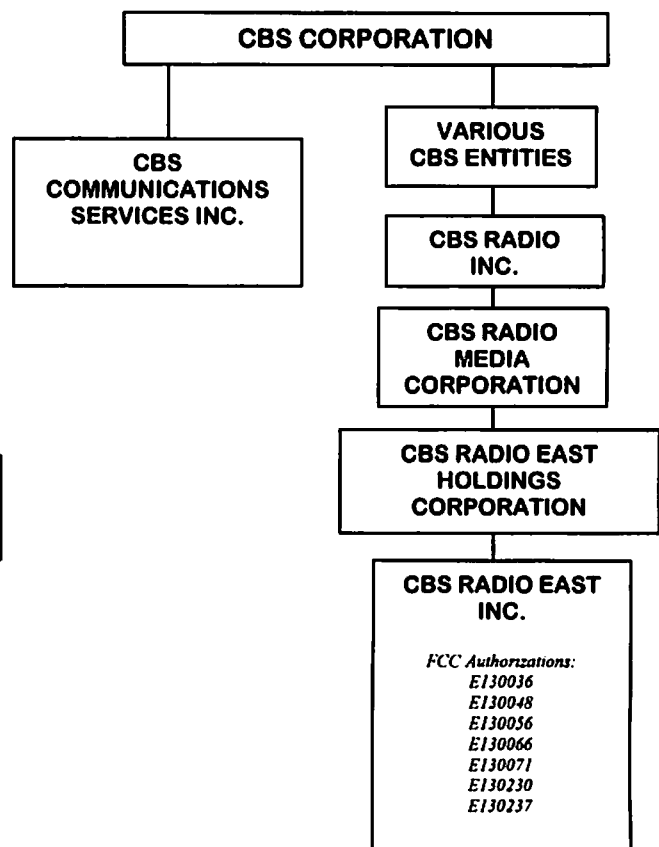 CBS CORPORATION
CBS
COMMUNICATIONS
SERVICES INC.
VARIOUS
CBS ENTITIES
CBS RADIO
INC.
CBS RADIO
MEDIA
CORPORATION
CBS RADIO EAST
HOLDINGS
CORPORATION
CBS RADIO EAST
INC.
FCC Authorizations:
E130036
E130048
E130056
E130066
E130071
E130230
E130237